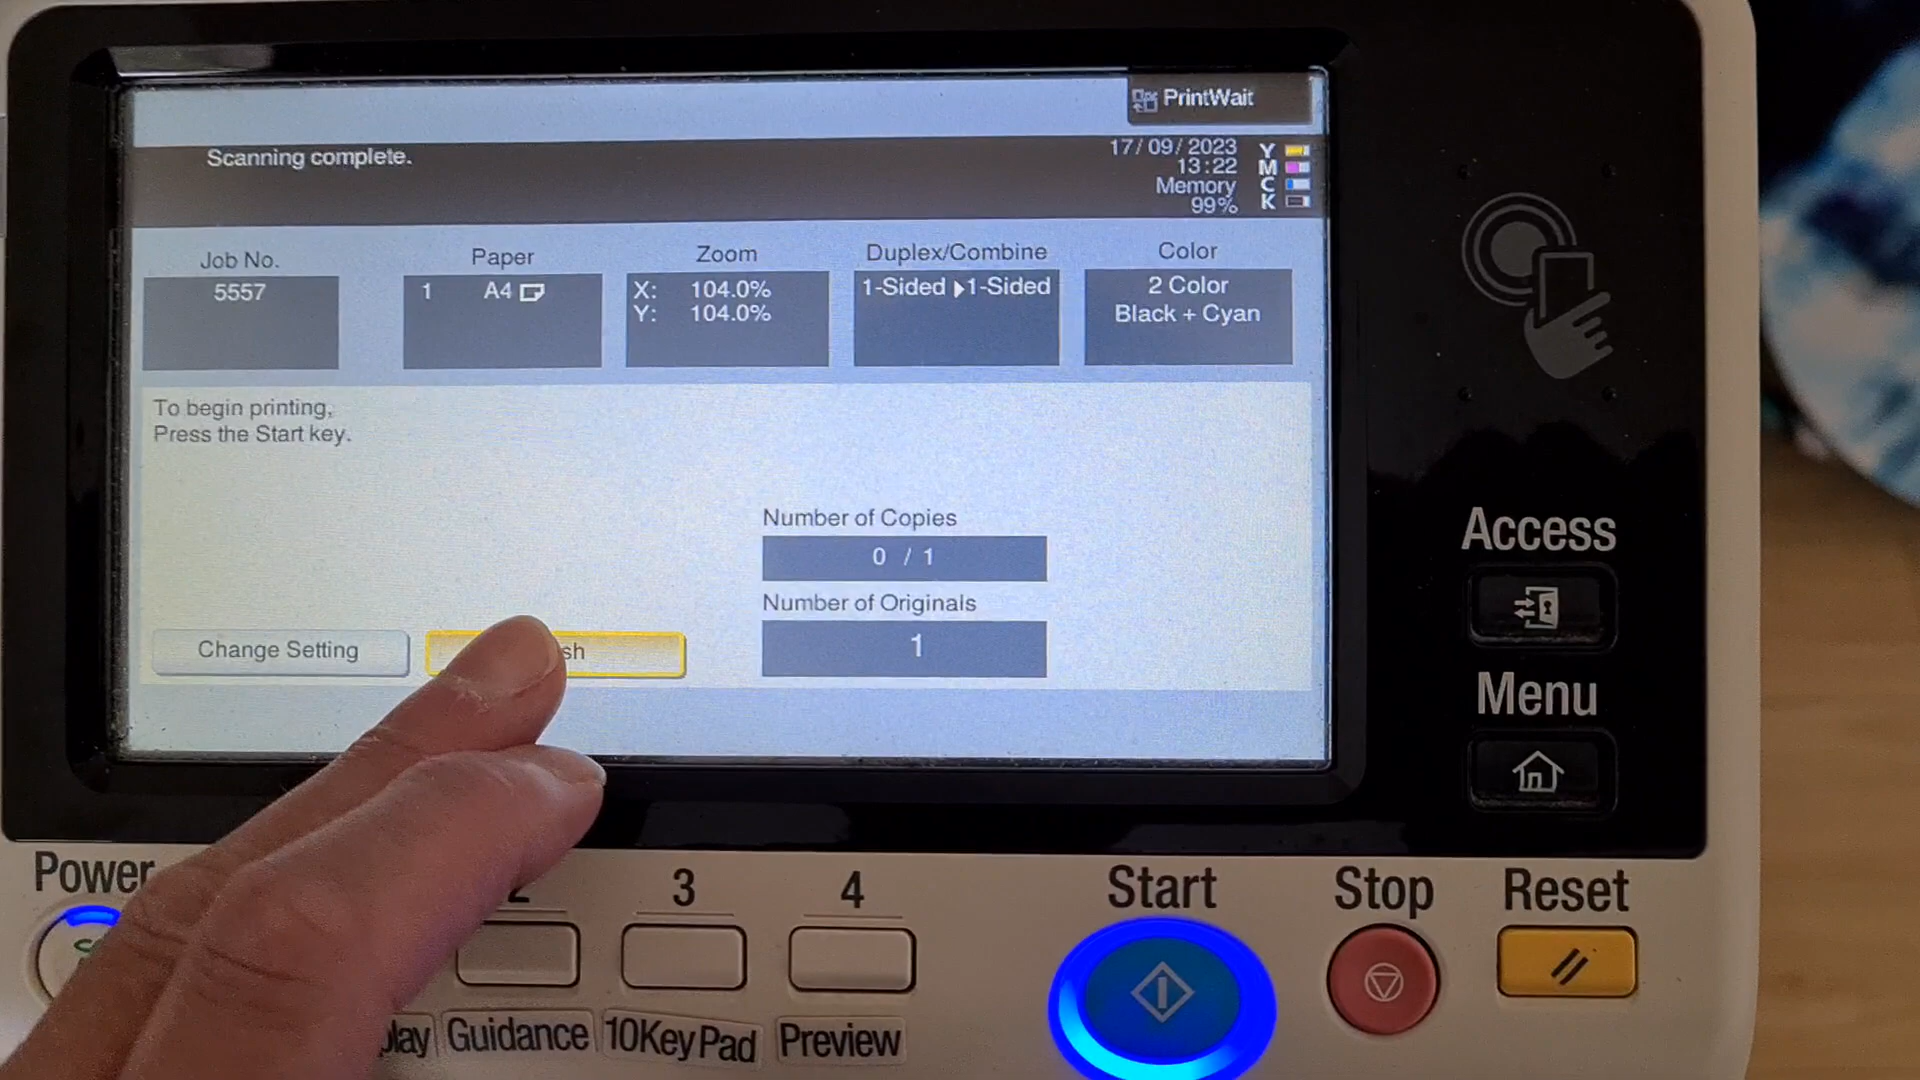 PrintWait
Scanning complete.
17/09/2023
13:22
Memory
99%
Y
M
C
K
Job No.
5557
Paper
1 A4
Zoom
X: 104.0%
Y: 104.0%
Duplex/Combine
1-Sided 1-Sided
Color
2 Color
Black + Cyan
To begin printing,
Press the Start key.
Number of Copies
0 / 1
Number of Originals
1
Change Setting
Access
Menu
Power
2
3
4
Start
Stop
Reset
Guidance
10KeyPad
Preview